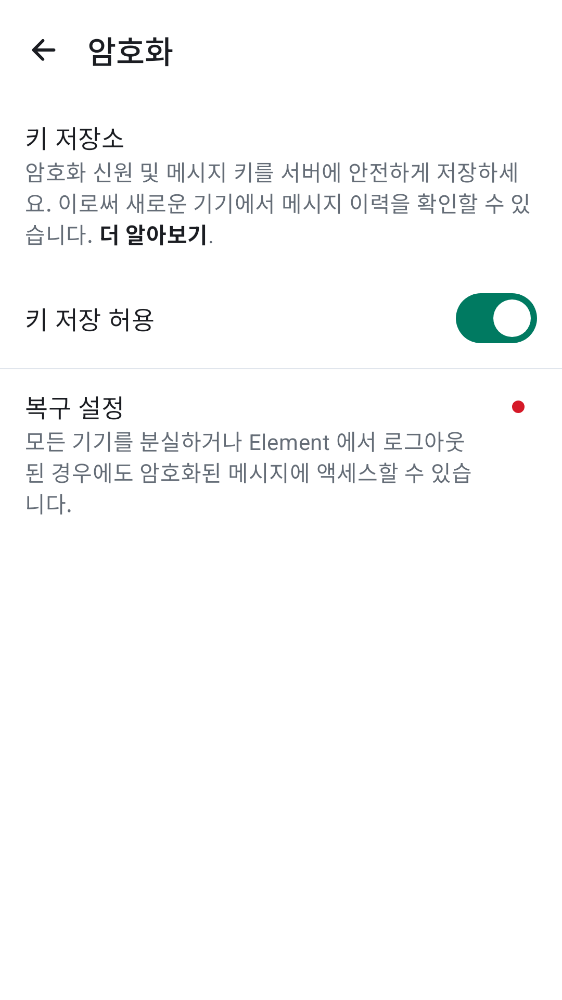 암호화
키 저장소
암호화 신원 및 메시지 키를 서버에 안전하게 저장하세
요. 이로써 새로운 기기에서 메시지 이력을 확인할 수 있
습니다. 더 알아보기.
키 저장 허용
복구 설정
모든 기기를 분실하거나 Element 에서 로그아웃
된 경우에도 암호화된 메시지에 액세스할 수 있습
니다.